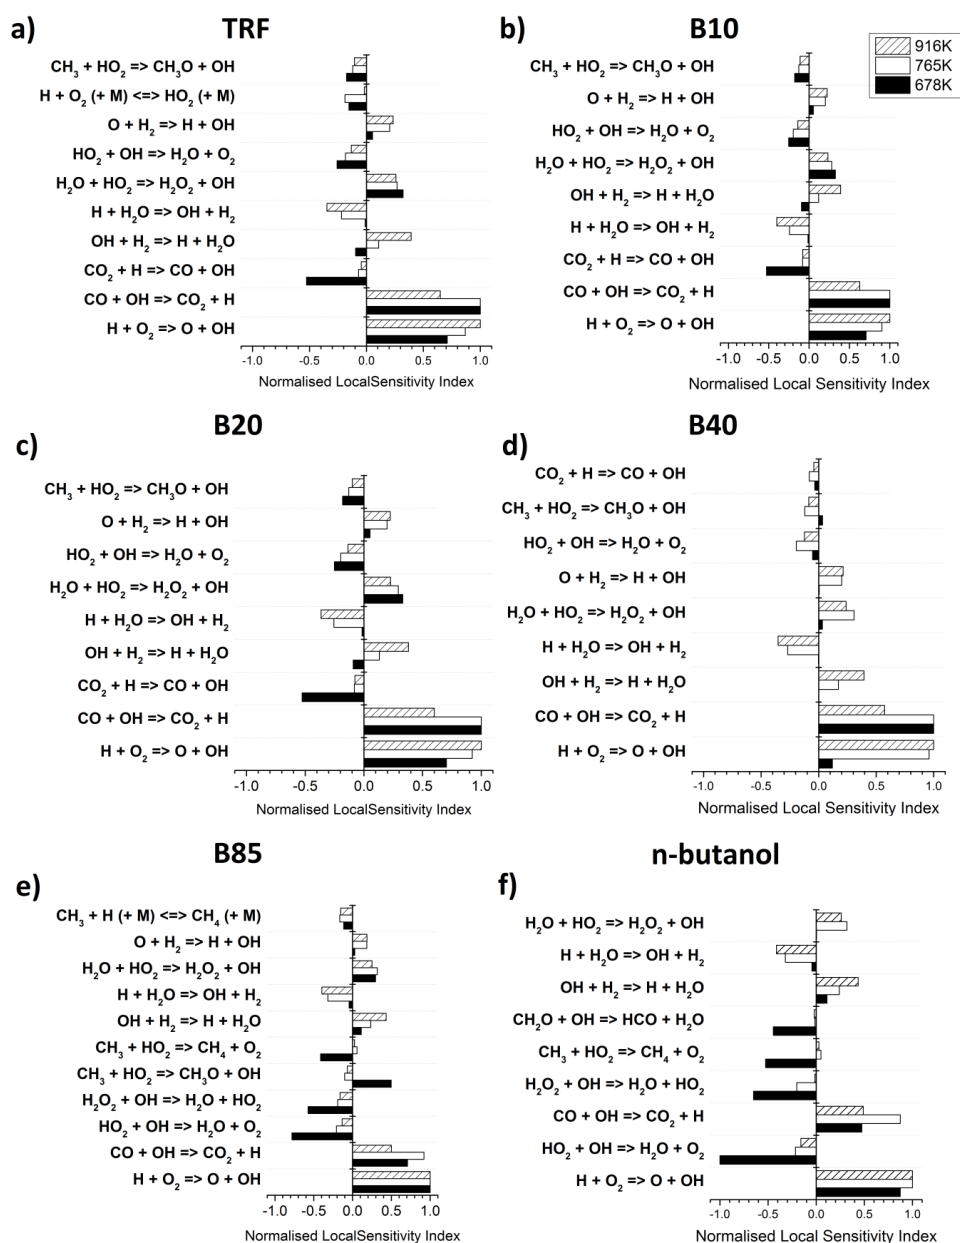 a) TRF
CH₃ + HO₂ => CH₃O + OH
H + O₂ (+ M) <=> HO₂ (+ M)
O + H₂ => H + OH
HO₂ + OH => H₂O + O₂
H₂O + HO₂ => H₂O₂ + OH
H + H₂O => OH + H₂
OH + H₂ => H + H₂O
CO₂ + H => CO + OH
CO + OH => CO₂ + H
H + O₂ => O + OH
-1.0 -0.5 0.0 0.5 1.0
Normalised LocalSensitivity Index
b) B10
916K
765K
678K
CH₃ + HO₂ => CH₃O + OH
O + H₂ => H + OH
HO₂ + OH => H₂O + O₂
H₂O + HO₂ => H₂O₂ + OH
OH + H₂ => H + H₂O
H + H₂O => OH + H₂
CO₂ + H => CO + OH
CO + OH => CO₂ + H
H + O₂ => O + OH
-1.0 -0.5 0.0 0.5 1.0
Normalised Local Sensitivity Index
c) B20
CH₃ + HO₂ => CH₃O + OH
O + H₂ => H + OH
HO₂ + OH => H₂O + O₂
H₂O + HO₂ => H₂O₂ + OH
H + H₂O => OH + H₂
OH + H₂ => H + H₂O
CO₂ + H => CO + OH
CO + OH => CO₂ + H
H + O₂ => O + OH
-1.0 -0.5 0.0 0.5 1.0
Normalised LocalSensitivity Index
d) B40
CO₂ + H => CO + OH
CH₃ + HO₂ => CH₃O + OH
HO₂ + OH => H₂O + O₂
O + H₂ => H + OH
H₂O + HO₂ => H₂O₂ + OH
H + H₂O => OH + H₂
OH + H₂ => H + H₂O
CO + OH => CO₂ + H
H + O₂ => O + OH
-1.0 -0.5 0.0 0.5 1.0
Normalised Local Sensitivity Index
e) B85
CH₃ + H (+ M) <=> CH₄ (+ M)
O + H₂ => H + OH
H₂O + HO₂ => H₂O₂ + OH
H + H₂O => OH + H₂
OH + H₂ => H + H₂O
CH₃ + HO₂ => CH₄ + O₂
CH₃ + HO₂ => CH₃O + OH
H₂O₂ + OH => H₂O + HO₂
HO₂ + OH => H₂O + O₂
CO + OH => CO₂ + H
H + O₂ => O + OH
-1.0 -0.5 0.0 0.5 1.0
Normalised Local Sensitivity Index
f) n-butanol
H₂O + HO₂ => H₂O₂ + OH
H + H₂O => OH + H₂
OH + H₂ => H + H₂O
CH₂O + OH => HCO + H₂O
CH₃ + HO₂ => CH₄ + O₂
H₂O₂ + OH => H₂O + HO₂
CO + OH => CO₂ + H
HO₂ + OH => H₂O + O₂
H + O₂ => O + OH
-1.0 -0.5 0.0 0.5 1.0
Normalised Local Sensitivity Index